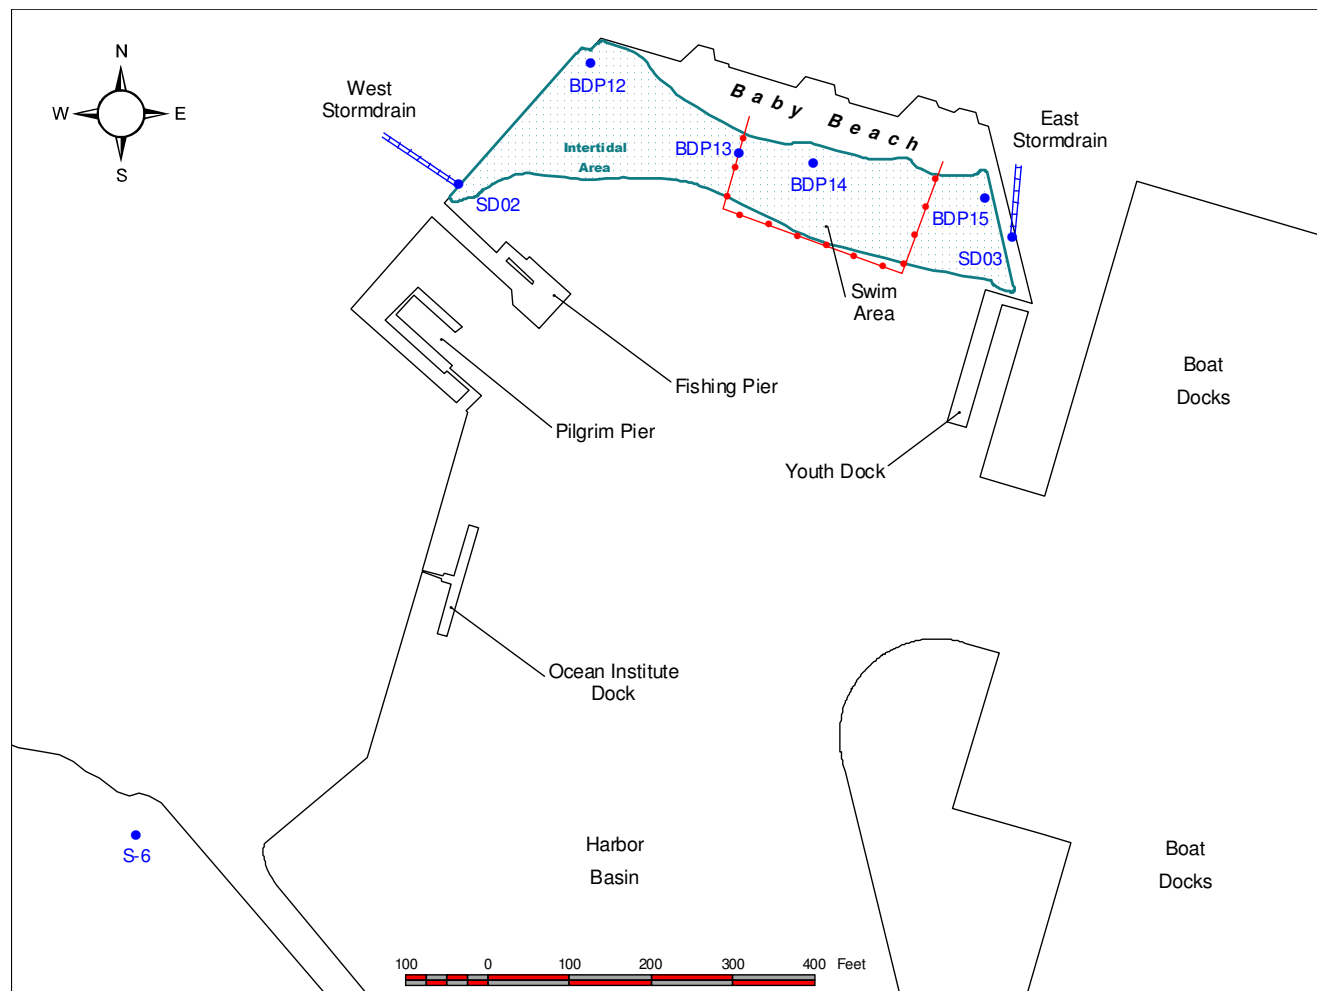 N
W
E
S
West
Stormdrain
BDP12
Baby Beach
East
Stormdrain
BDP13
Intertidal
Area
BDP14
SD02
BDP15
SD03
Swim
Area
Boat
Docks
Fishing Pier
Pilgrim Pier
Youth Dock
Ocean Institute
Dock
S-6
Harbor
Basin
Boat
Docks
100 0 100 200 300 400 Feet